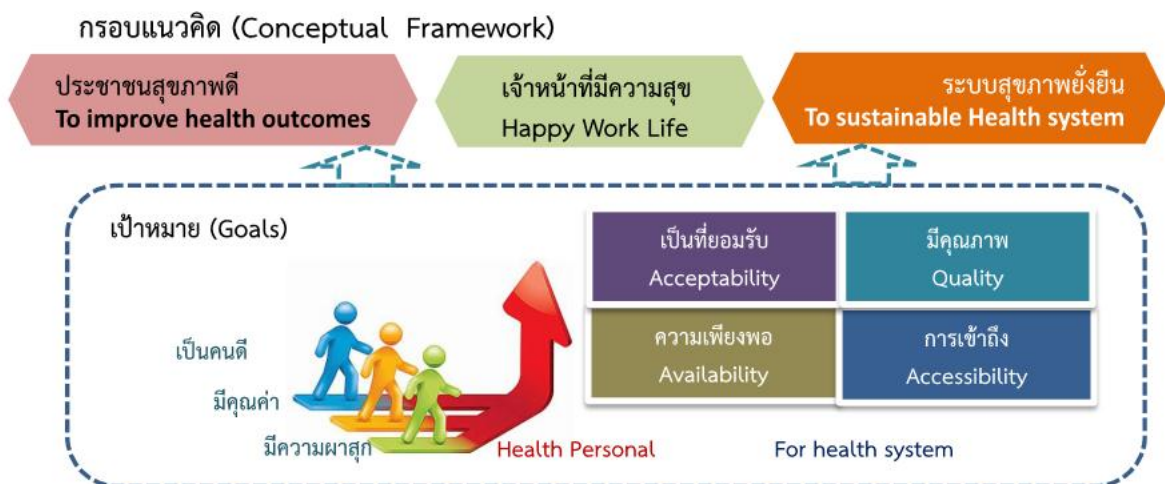 กรอบแนวคิด (Conceptual Framework)
ประชาชนสุขภาพดี
To improve health outcomes
เจ้าหน้าที่มีความสุข
Happy Work Life
ระบบสุขภาพยั่งยืน
To sustainable Health system
เป้าหมาย (Goals)
เป็นที่ยอมรับ
Acceptability
มีคุณภาพ
Quality
ความเพียงพอ
Availability
การเข้าถึง
Accessibility
เป็นคนดี
มีคุณค่า
มีความผาสุก
Health Personal
For health system